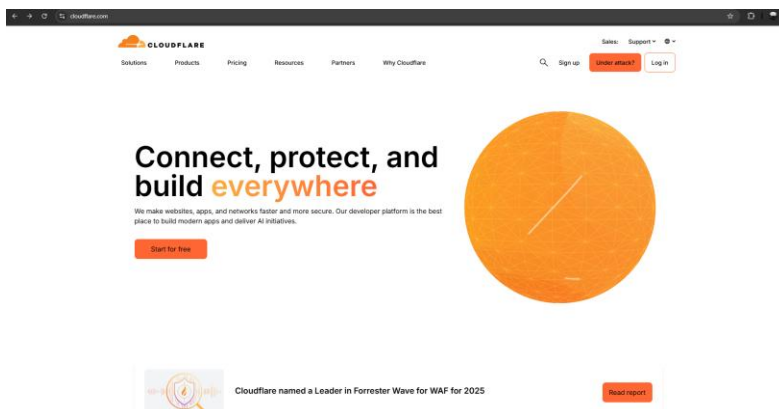 cloudflare.com
CLOUDFLARE
Sales: Support
Solutions Products Pricing Resources Partners Why Cloudflare Sign up Under attack? Log in
Connect, protect, and
build everywhere
We make websites, apps, and networks faster and more secure. Our developer platform is the best
place to build modern apps and deliver AI initiatives.
Start for free
Cloudflare named a Leader in Forrester Wave for WAF for 2025 Read report